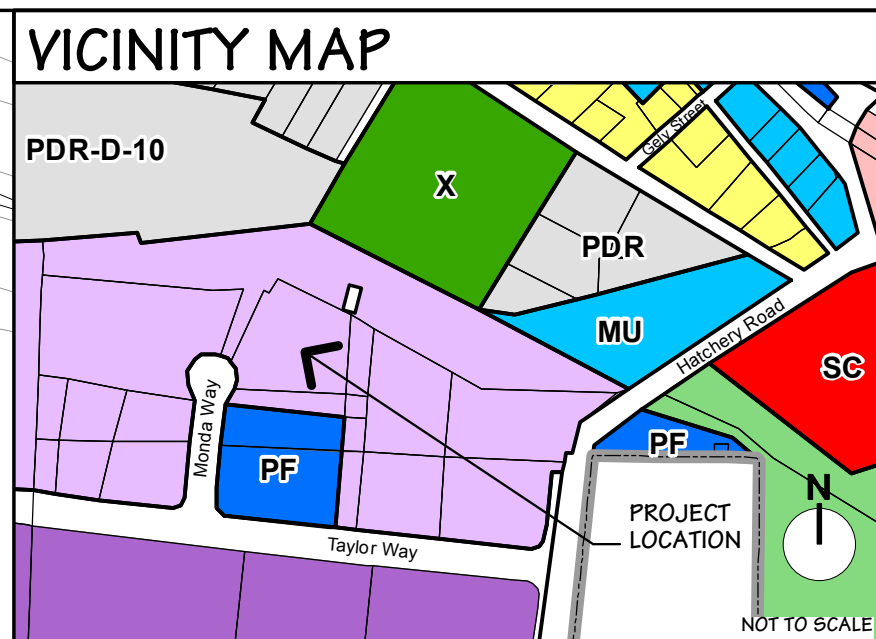 VICINITY MAP
PDR-D-10
X
Gely Street
PDR
MU
Hatchery Road
SC
Monda Way
PF
PF
N
PROJECT
LOCATION
Taylor Way
NOT TO SCALE